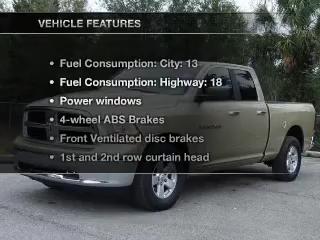 VEHICLE FEATURES
• Fuel Consumption: City: 13
• Fuel Consumption: Highway: 18
• Power windows
• 4-wheel ABS Brakes
• Front Ventilated disc brakes
• 1st and 2nd row curtain head